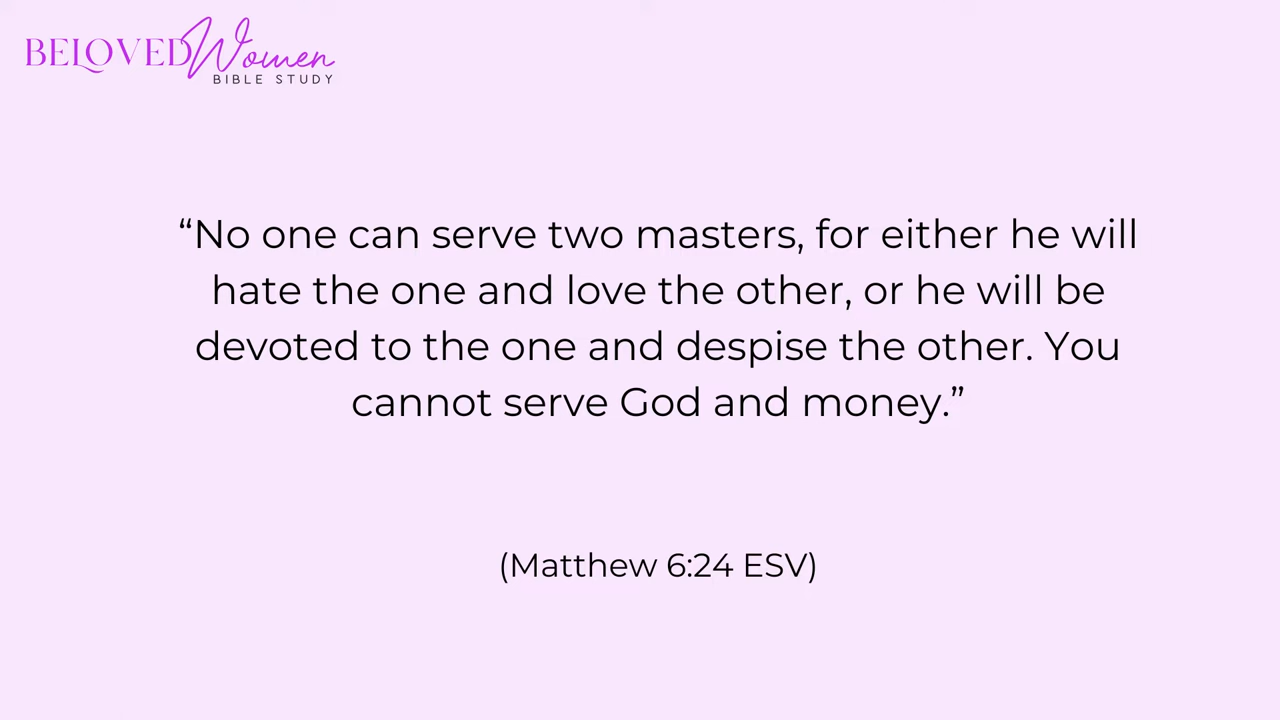 BELOVED Women
BIBLE STUDY
“No one can serve two masters, for either he will
hate the one and love the other, or he will be
devoted to the one and despise the other. You
cannot serve God and money.”
(Matthew 6:24 ESV)